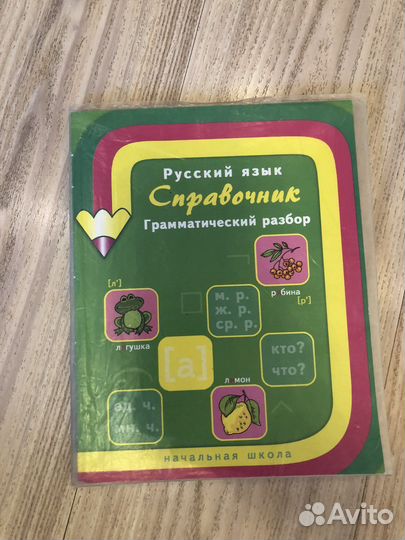 Русский язык
Справочник
Грамматический разбор
[л']
л гушка
р бина
[р']
м. р.
ж. р.
ср. р.
[а]
кто?
что?
л мон
ед. ч.
мн. ч.
начальная школа
Avito